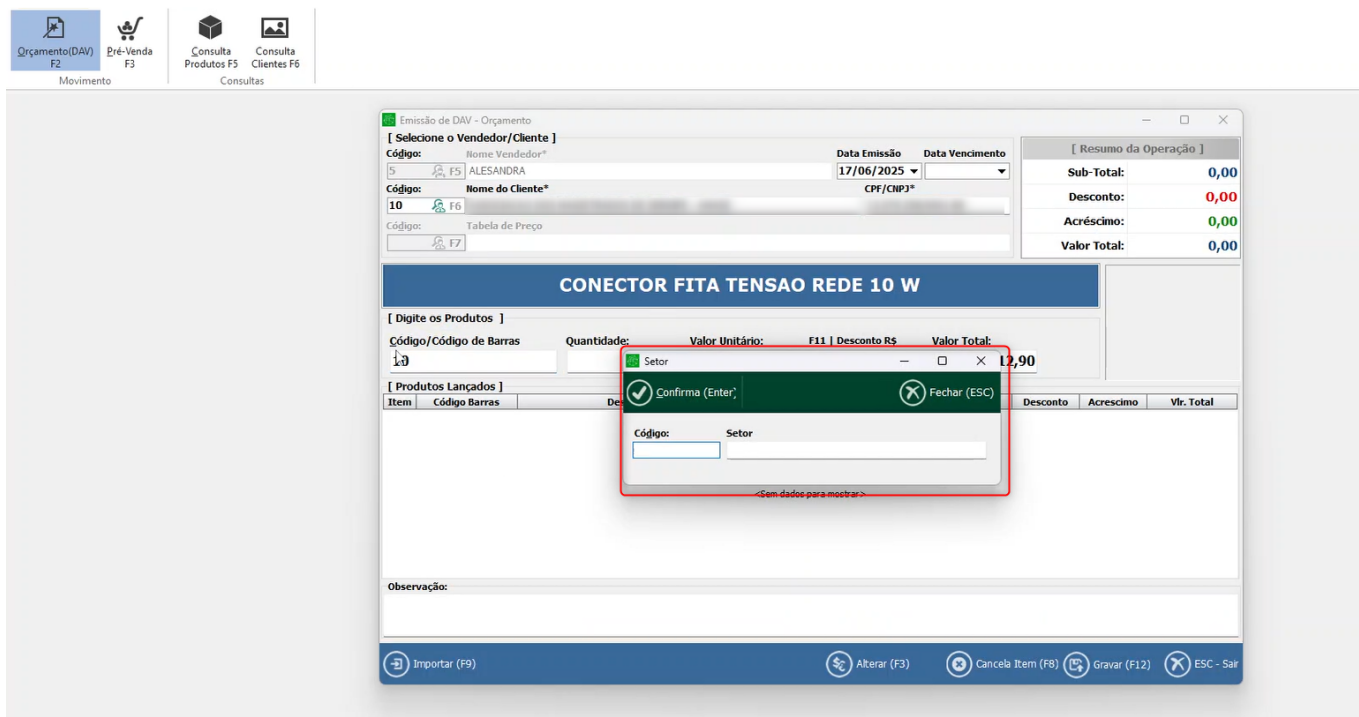 Orçamento(DAV) F2
Pré-Venda F3
Consulta Produtos F5
Consulta Clientes F6
Movimento
Consultas
Emissão de DAV - Orçamento
[ Selecione o Vendedor/Cliente ]
Código: Nome Vendedor* Data Emissão Data Vencimento
5 F5 ALESANDRA 17/06/2025
Código: Nome do Cliente* CPF/CNPJ*
10 F6
Código: Tabela de Preço
F7
[ Resumo da Operação ]
Sub-Total: 0,00
Desconto: 0,00
Acréscimo: 0,00
Valor Total: 0,00
CONECTOR FITA TENSAO REDE 10 W
[ Digite os Produtos ]
Código/Código de Barras Quantidade: Valor Unitário: F11 | Desconto R$ Valor Total:
10 12,90
Setor
Confirma (Enter) Fechar (ESC)
Código: Setor
[ Produtos Lançados ]
Item Código Barras Desconto Acrescimo Vlr. Total
<Sem dados para mostrar>
Observação:
Importar (F9) Alterar (F3) Cancela Item (F8) Gravar (F12) ESC - Sair